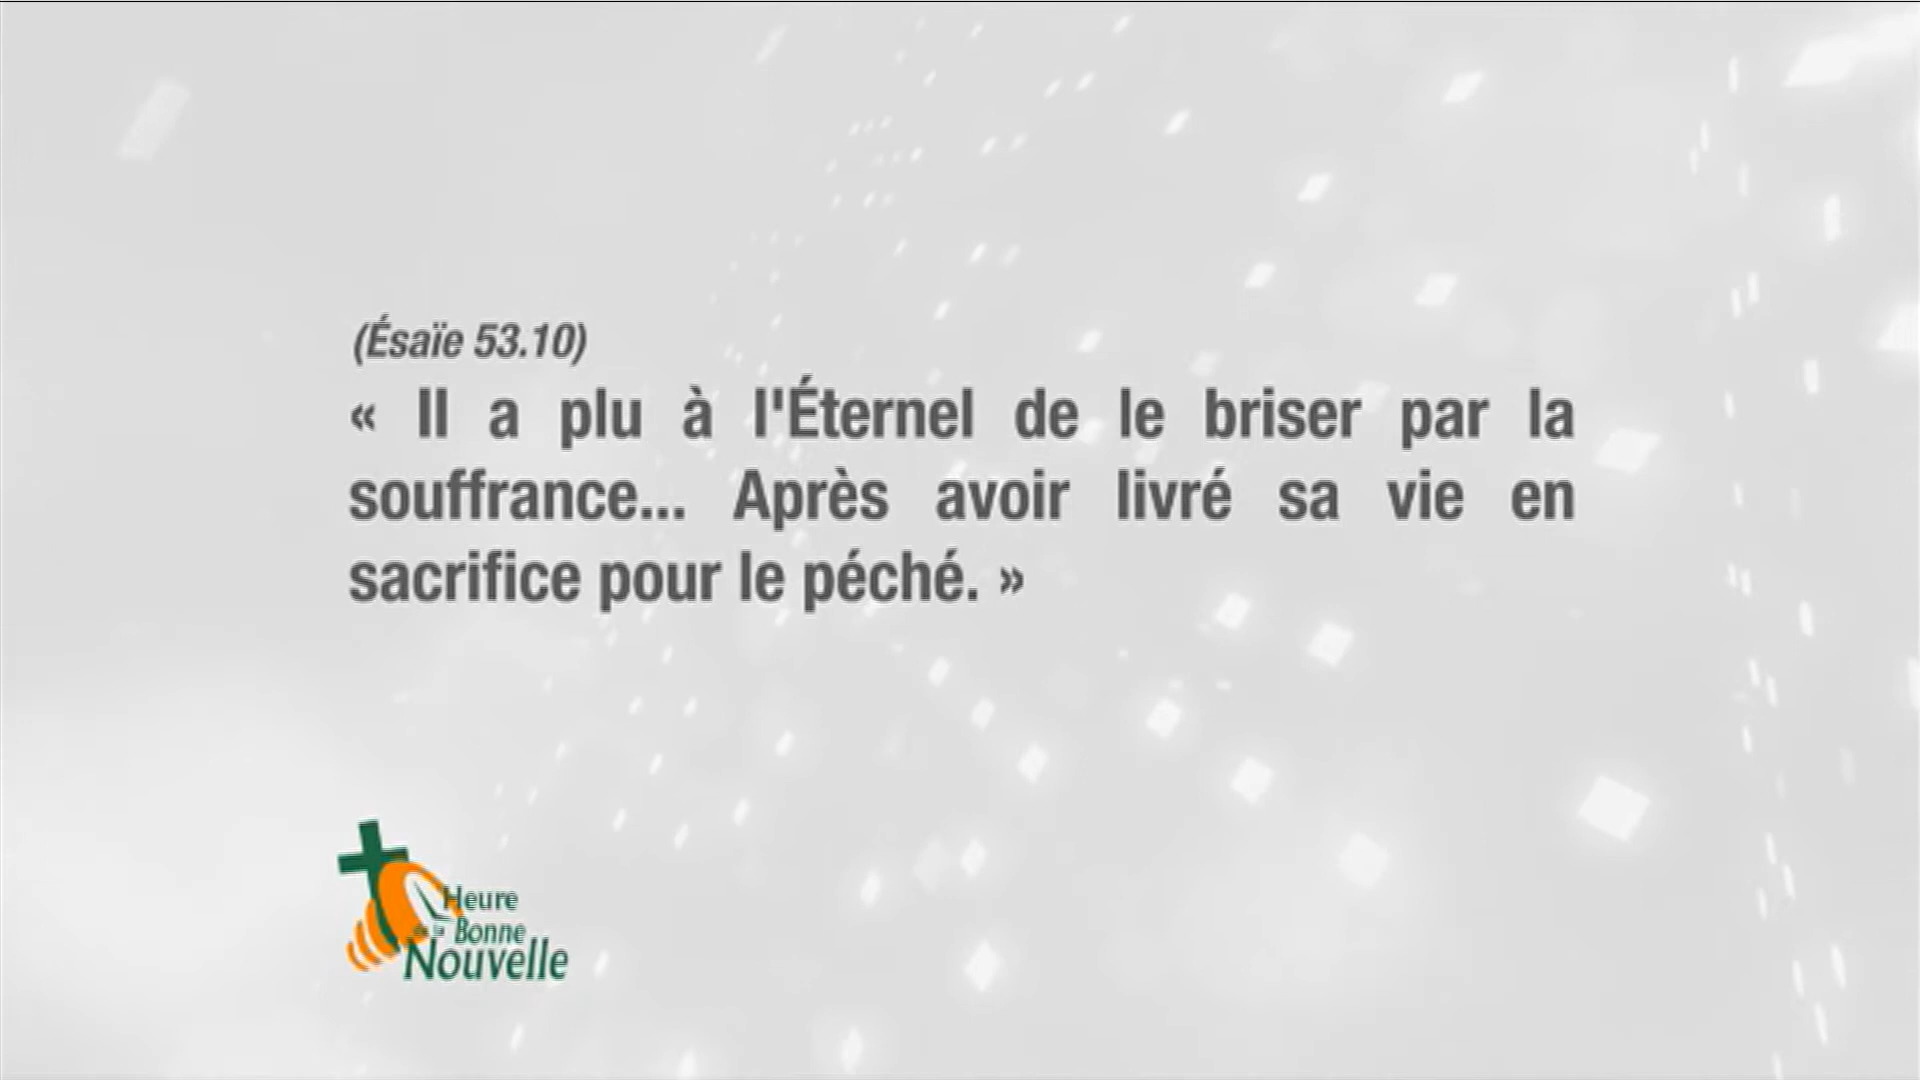 (Ésaïe 53.10)
« Il a plu à l'Éternel de le briser par la
souffrance... Après avoir livré sa vie en
sacrifice pour le péché. »
Heure
de la Bonne
Nouvelle